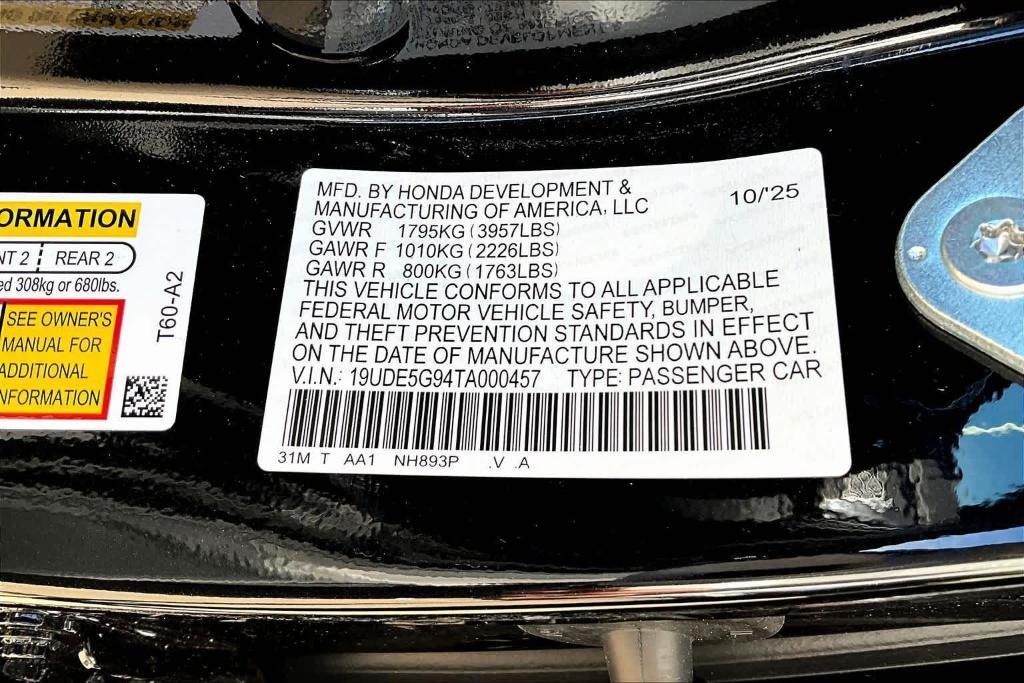 ORMATION
NT 2 REAR 2
ed 308kg or 680lbs.
SEE OWNER'S
MANUAL FOR
ADDITIONAL
INFORMATION
T60-A2
MFD. BY HONDA DEVELOPMENT &
MANUFACTURING OF AMERICA, LLC
10/'25
GVWR 1795KG (3957LBS)
GAWR F 1010KG (2226LBS)
GAWR R 800KG (1763LBS)
THIS VEHICLE CONFORMS TO ALL APPLICABLE
FEDERAL MOTOR VEHICLE SAFETY, BUMPER,
AND THEFT PREVENTION STANDARDS IN EFFECT
ON THE DATE OF MANUFACTURE SHOWN ABOVE.
V.I.N.: 19UDE5G94TA000457 TYPE: PASSENGER CAR
31M T AA1 NH893P .V .A